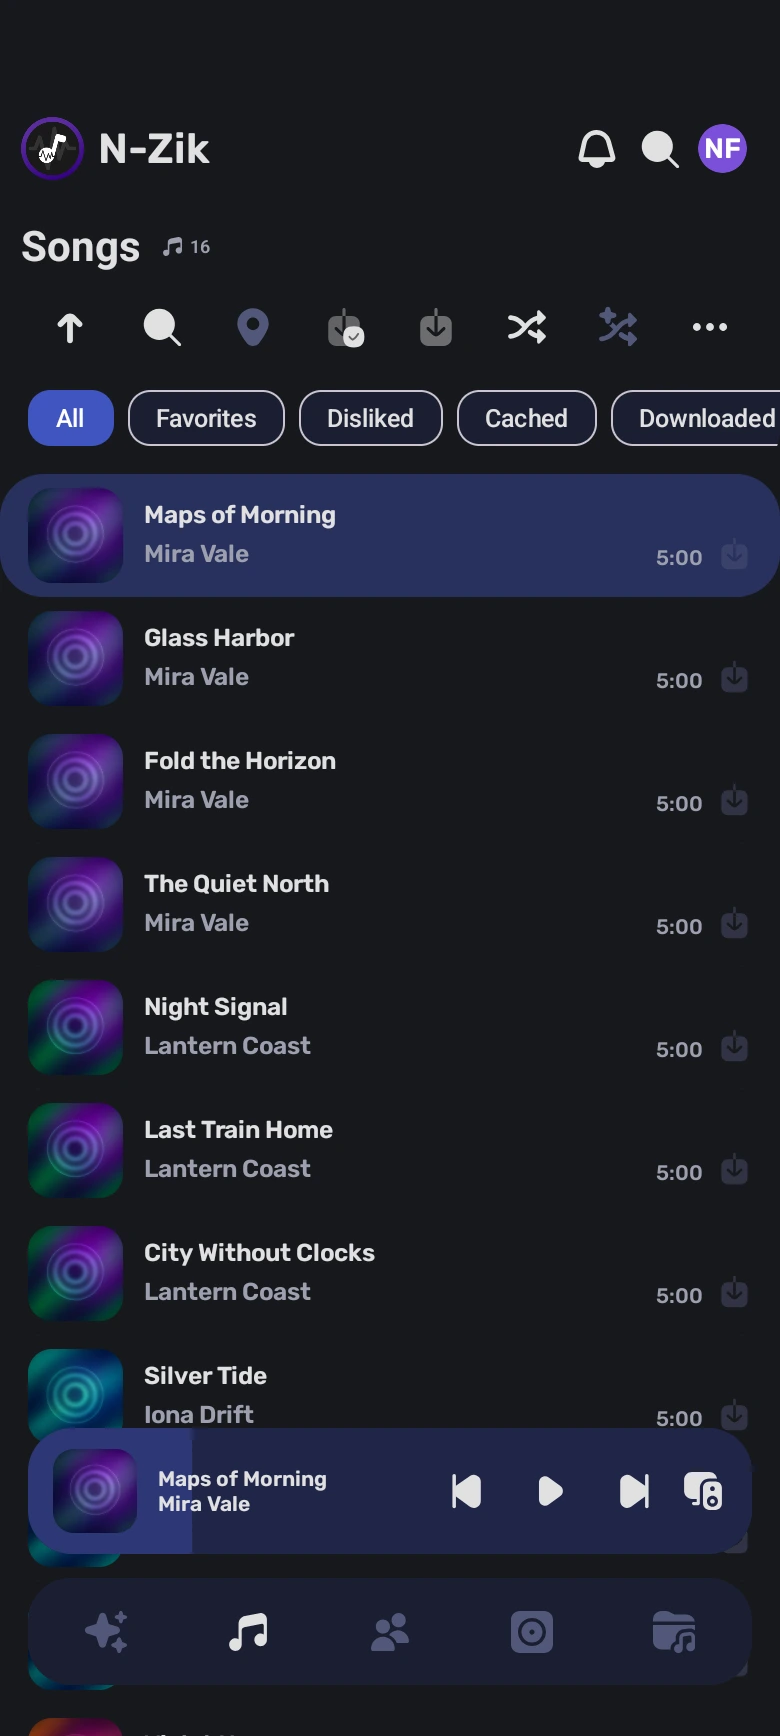 N-Zik
NF
Songs
16
All
Favorites
Disliked
Cached
Downloaded
Maps of Morning
Mira Vale
5:00
Glass Harbor
Mira Vale
5:00
Fold the Horizon
Mira Vale
5:00
The Quiet North
Mira Vale
5:00
Night Signal
Lantern Coast
5:00
Last Train Home
Lantern Coast
5:00
City Without Clocks
Lantern Coast
5:00
Silver Tide
Iona Drift
5:00
Maps of Morning
Mira Vale